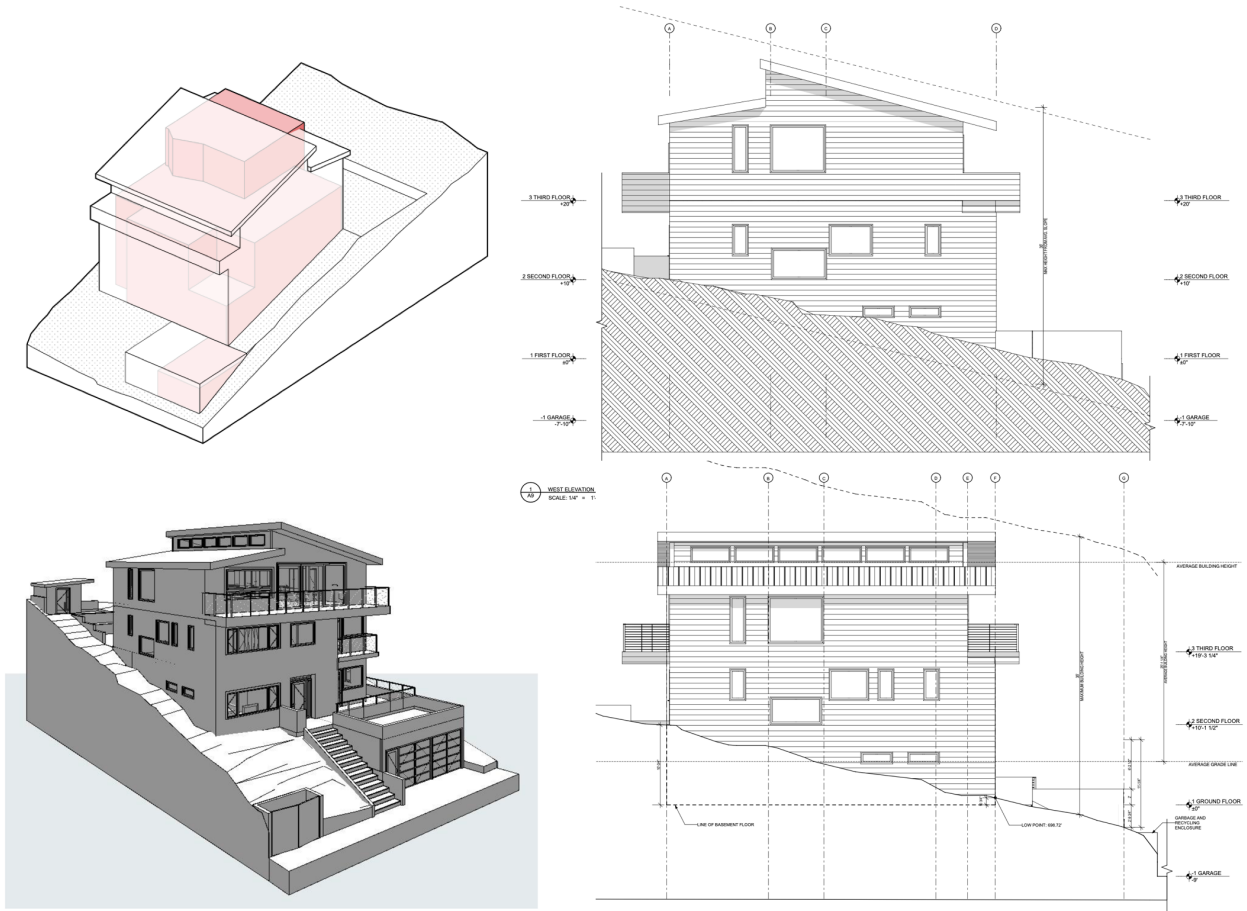 A
B
C
D
3 THIRD FLOOR
+20'
3 THIRD FLOOR
+20'
2 SECOND FLOOR
+10'
2 SECOND FLOOR
+10'
1 FIRST FLOOR
±0"
1 FIRST FLOOR
±0"
-1 GARAGE
-7'-10"
-1 GARAGE
-7'-10"
1
A9
WEST ELEVATION
SCALE: 1/4" = 1'-
A
B
C
D
E
F
G
AVERAGE BUILDING HEIGHT
3 THIRD FLOOR
+19'-3 1/4"
MAXIMUM BUILDING HEIGHT
AVERAGE BUILDING HEIGHT
2 SECOND FLOOR
+10'-1 1/2"
AVERAGE GRADE LINE
1 GROUND FLOOR
±0"
LINE OF BASEMENT FLOOR
LOW POINT: 698.72'
GARBAGE AND
RECYCLING
ENCLOSURE
-1 GARAGE
-9'